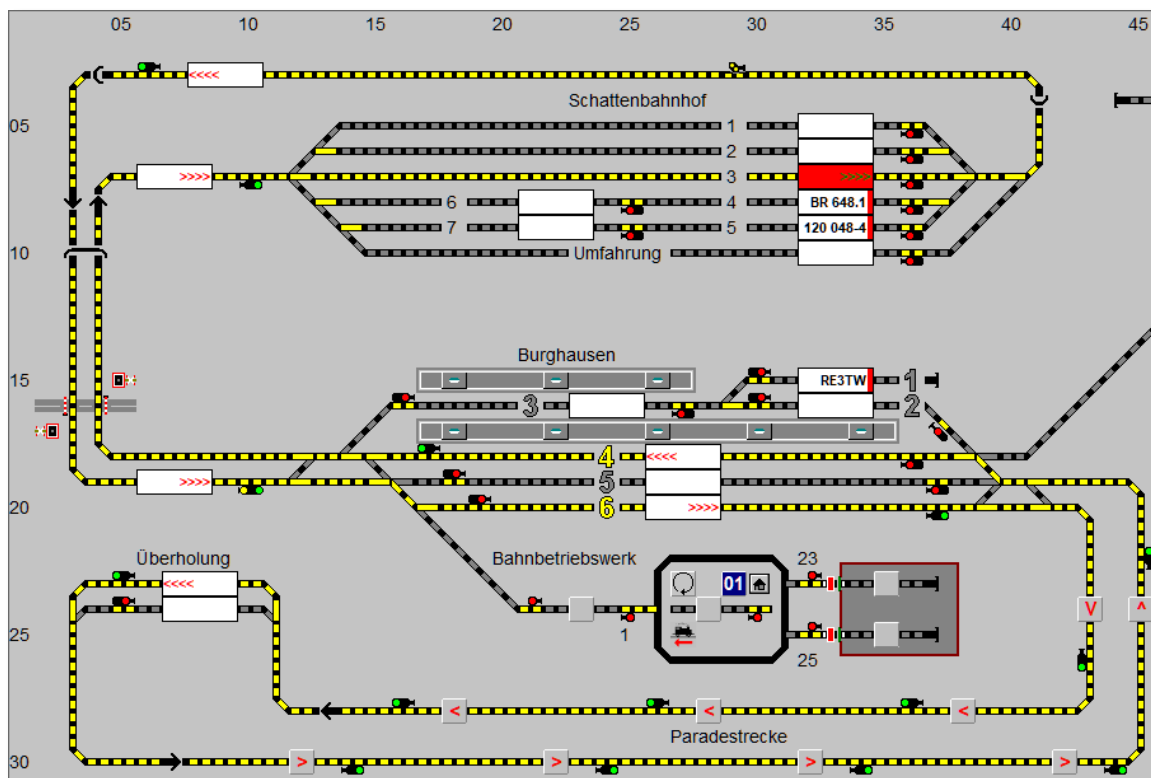 05 10 15 20 25 30 35 40 45
<<<<
Schattenbahnhof
05
1
2
>>>> 3 >>>>
6 4 BR 648.1
7 5 120 048-4
10 Umfahrung
Burghausen
15 RE3TW 1
3 2
4 <<<<
>>>> 5
20 6 >>>>
Überholung Bahnbetriebswerk 23
<<<< 01
V ^
25 1
25
< < <
Paradestrecke
30 > > > >